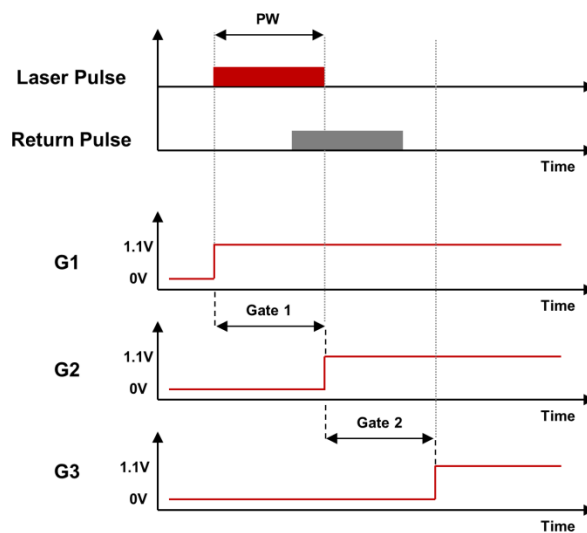 PW
Laser Pulse
Return Pulse
Time
1.1V
G1
0V
Time
Gate 1
1.1V
G2
0V
Time
Gate 2
1.1V
G3
0V
Time